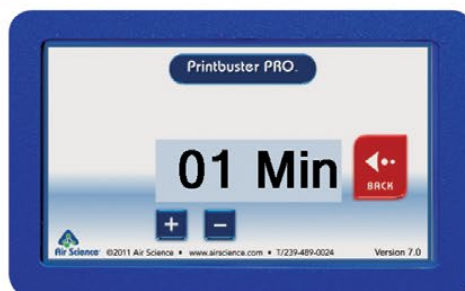 Printbuster PRO.
01 Min
BACK
+ −
Air Science ©2011 Air Science • www.airscience.com • T/239-489-0024 Version 7.0